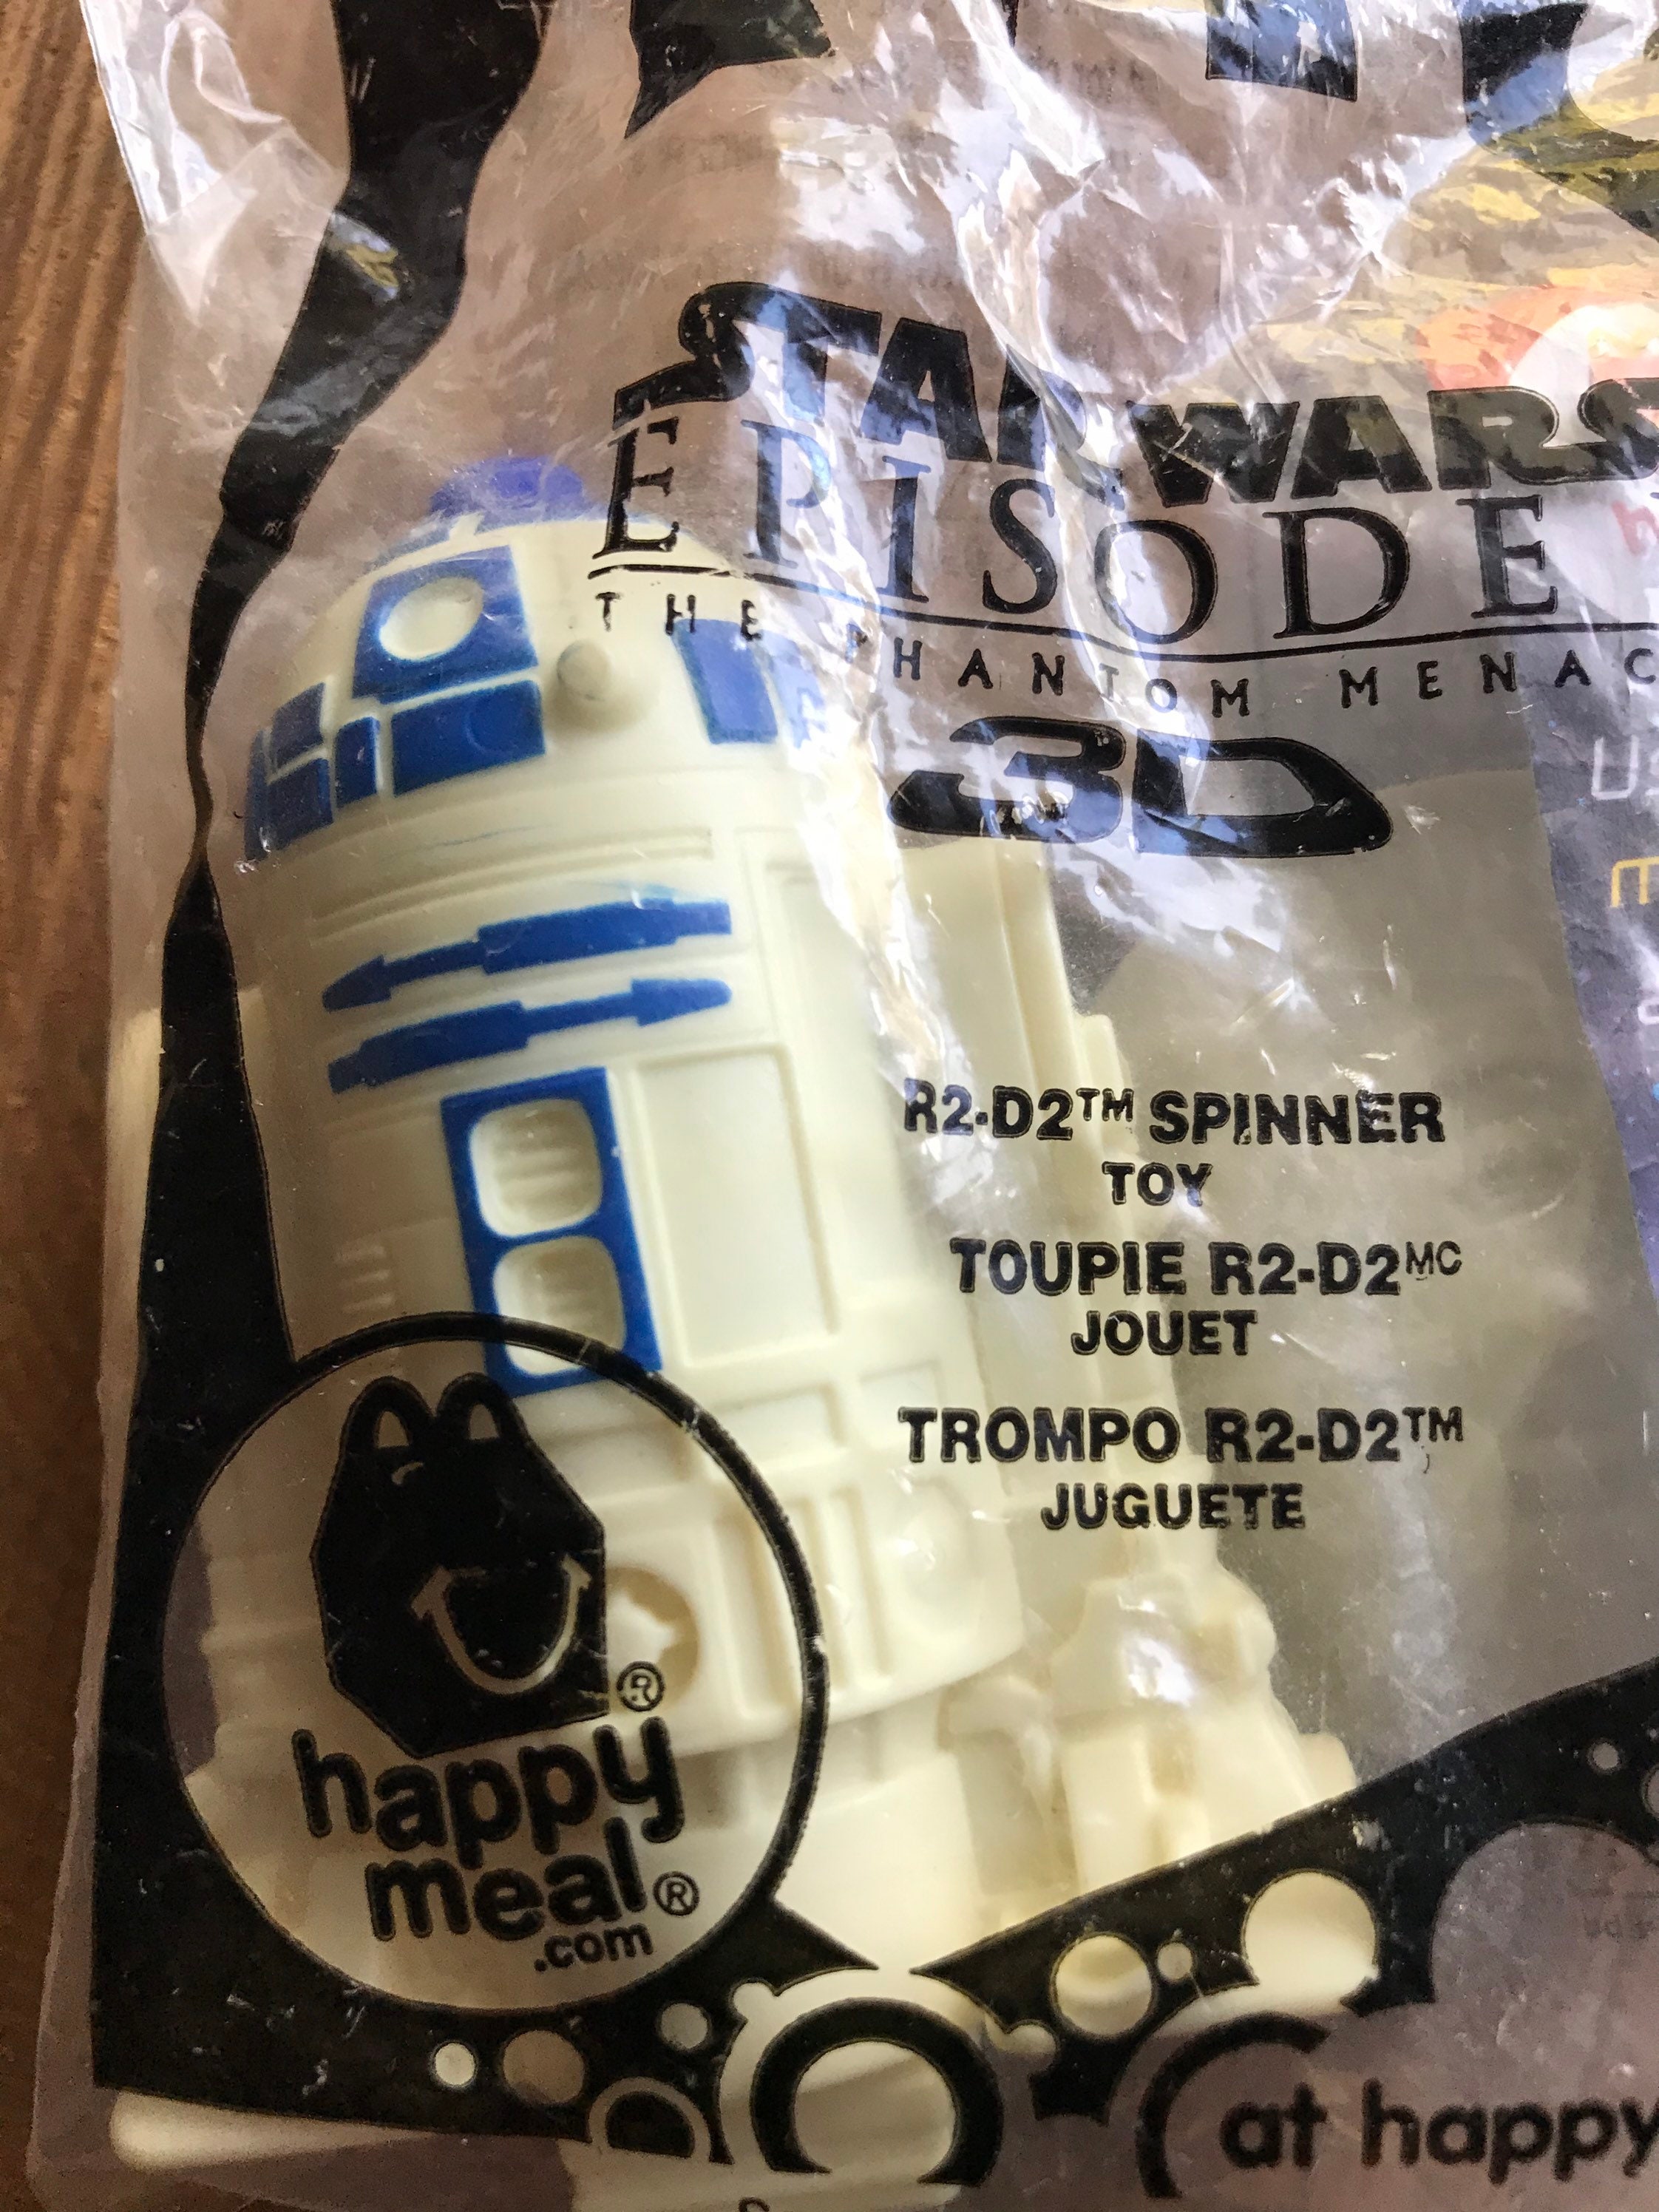 STAR WARS
EPISODE
THE PHANTOM MENAC
3D
R2-D2™ SPINNER
TOY
TOUPIE R2-D2ᴹᶜ
JOUET
TROMPO R2-D2™
JUGUETE
®
happy
meal®
.com
at happy